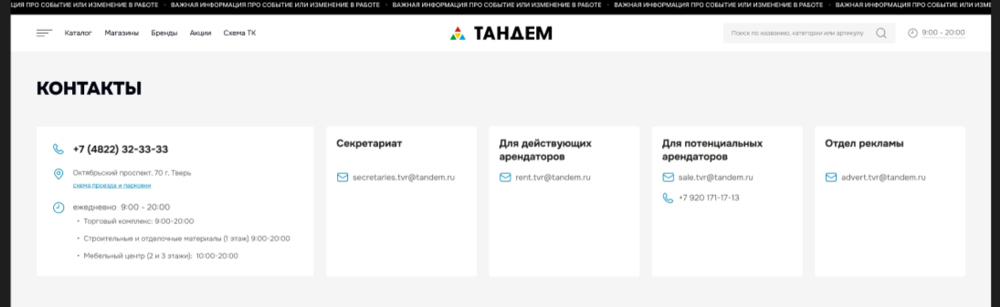 ЦИЯ ПРО СОБЫТИЕ ИЛИ ИЗМЕНЕНИЕ В РАБОТЕ • ВАЖНАЯ ИНФОРМАЦИЯ ПРО СОБЫТИЕ ИЛИ ИЗМЕНЕНИЕ В РАБОТЕ • ВАЖНАЯ ИНФОРМАЦИЯ ПРО СОБЫТИЕ ИЛИ ИЗМЕНЕНИЕ В РАБОТЕ • ВАЖНАЯ ИНФОРМАЦИЯ ПРО СОБЫТИЕ ИЛИ ИЗМЕНЕНИЕ В РАБОТЕ • ВАЖНАЯ ИНФОРМАЦИЯ ПРО СОБЫТИЕ ИЛИ ИЗМЕ
Каталог Магазины Бренды Акции Схема ТК ТАНДЕМ Поиск по названию, категории или артикулу 9:00 - 20:00
КОНТАКТЫ
+7 (4822) 32-33-33
Октябрьский проспект, 70 г. Тверь
схема проезда и парковки
ежедневно 9:00 - 20:00
• Торговый комплекс: 9:00-20:00
• Строительные и отделочные материалы (1 этаж) 9:00-20:00
• Мебельный центр (2 и 3 этажи): 10:00-20:00
Секретариат
secretaries.tvr@tandem.ru
Для действующих
арендаторов
rent.tvr@tandem.ru
Для потенциальных
арендаторов
sale.tvr@tandem.ru
+7 920 171-17-13
Отдел рекламы
advert.tvr@tandem.ru